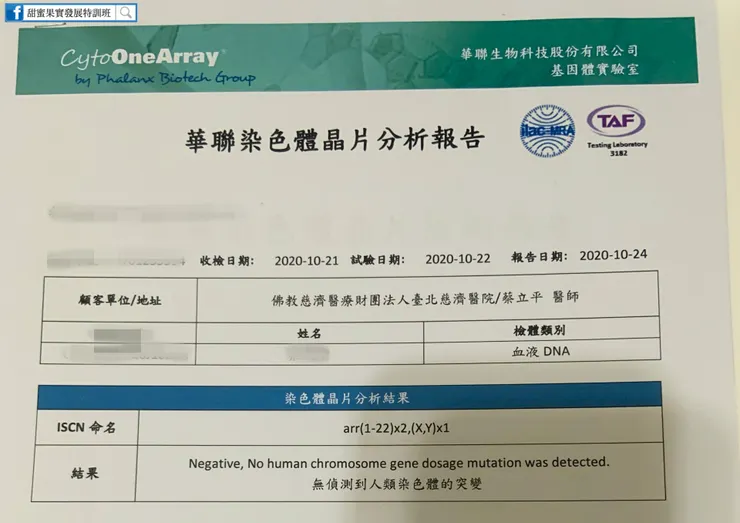 甜蜜果實發展特訓班
CytoOneArray®
by Phalanx Biotech Group
華聯生物科技股份有限公司
基因體實驗室
華聯染色體晶片分析報告
ilac-MRA
TAF
Testing Laboratory
3182
收檢日期: 2020-10-21 試驗日期: 2020-10-22 報告日期: 2020-10-24
顧客單位/地址 佛教慈濟醫療財團法人臺北慈濟醫院/蔡立平 醫師
姓名 檢體類別
血液 DNA
染色體晶片分析結果
ISCN 命名 arr(1-22)x2,(X,Y)x1
結果 Negative, No human chromosome gene dosage mutation was detected.
無偵測到人類染色體的突變